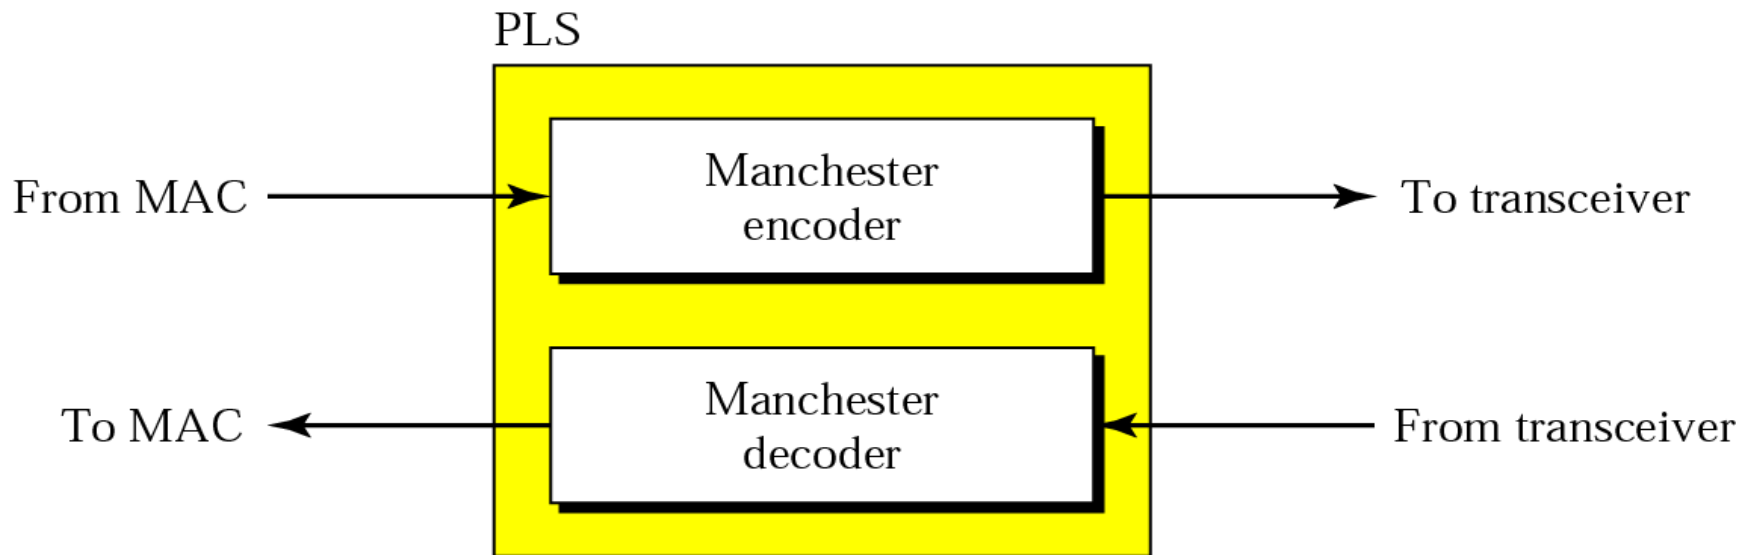 PLS
From MAC
Manchester
encoder
To transceiver
To MAC
Manchester
decoder
From transceiver